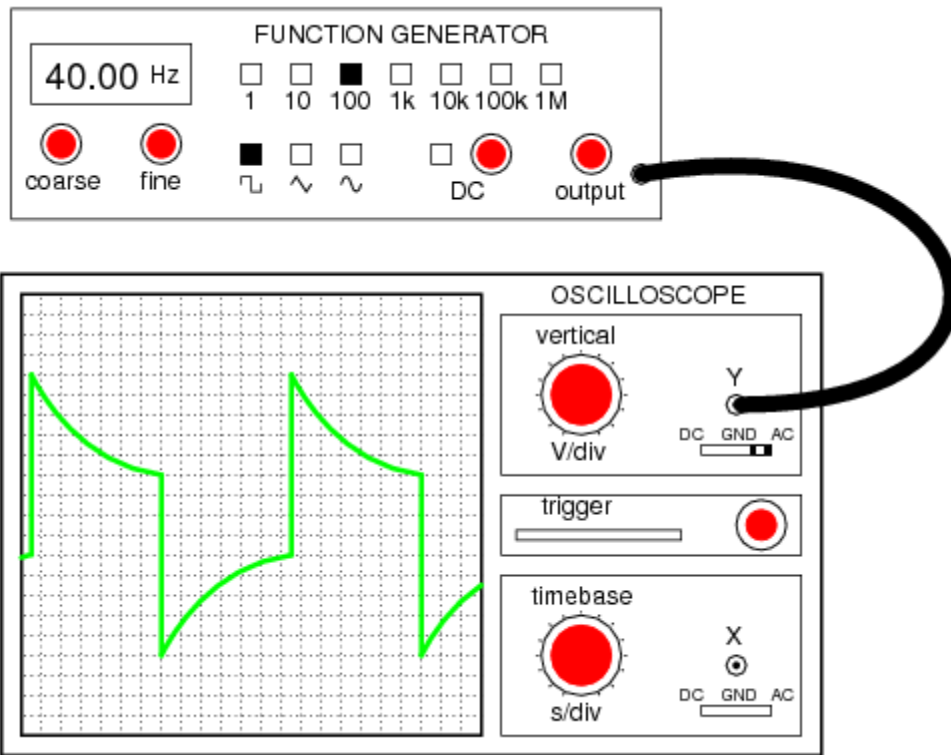 FUNCTION GENERATOR
40.00 Hz
1 10 100 1k 10k 100k 1M
coarse fine
DC output
OSCILLOSCOPE
vertical
Y
DC GND AC
V/div
trigger
timebase
X
DC GND AC
s/div